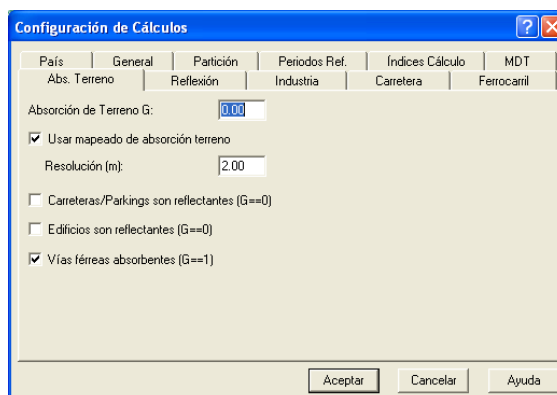 Configuración de Cálculos
País General Partición Periodos Ref. Índices Cálculo MDT
Abs. Terreno Reflexión Industria Carretera Ferrocarril
Absorción de Terreno G: 0.00
Usar mapeado de absorción terreno
Resolución (m): 2.00
Carreteras/Parkings son reflectantes (G==0)
Edificios son reflectantes (G==0)
Vías férreas absorbentes (G==1)
Aceptar Cancelar Ayuda